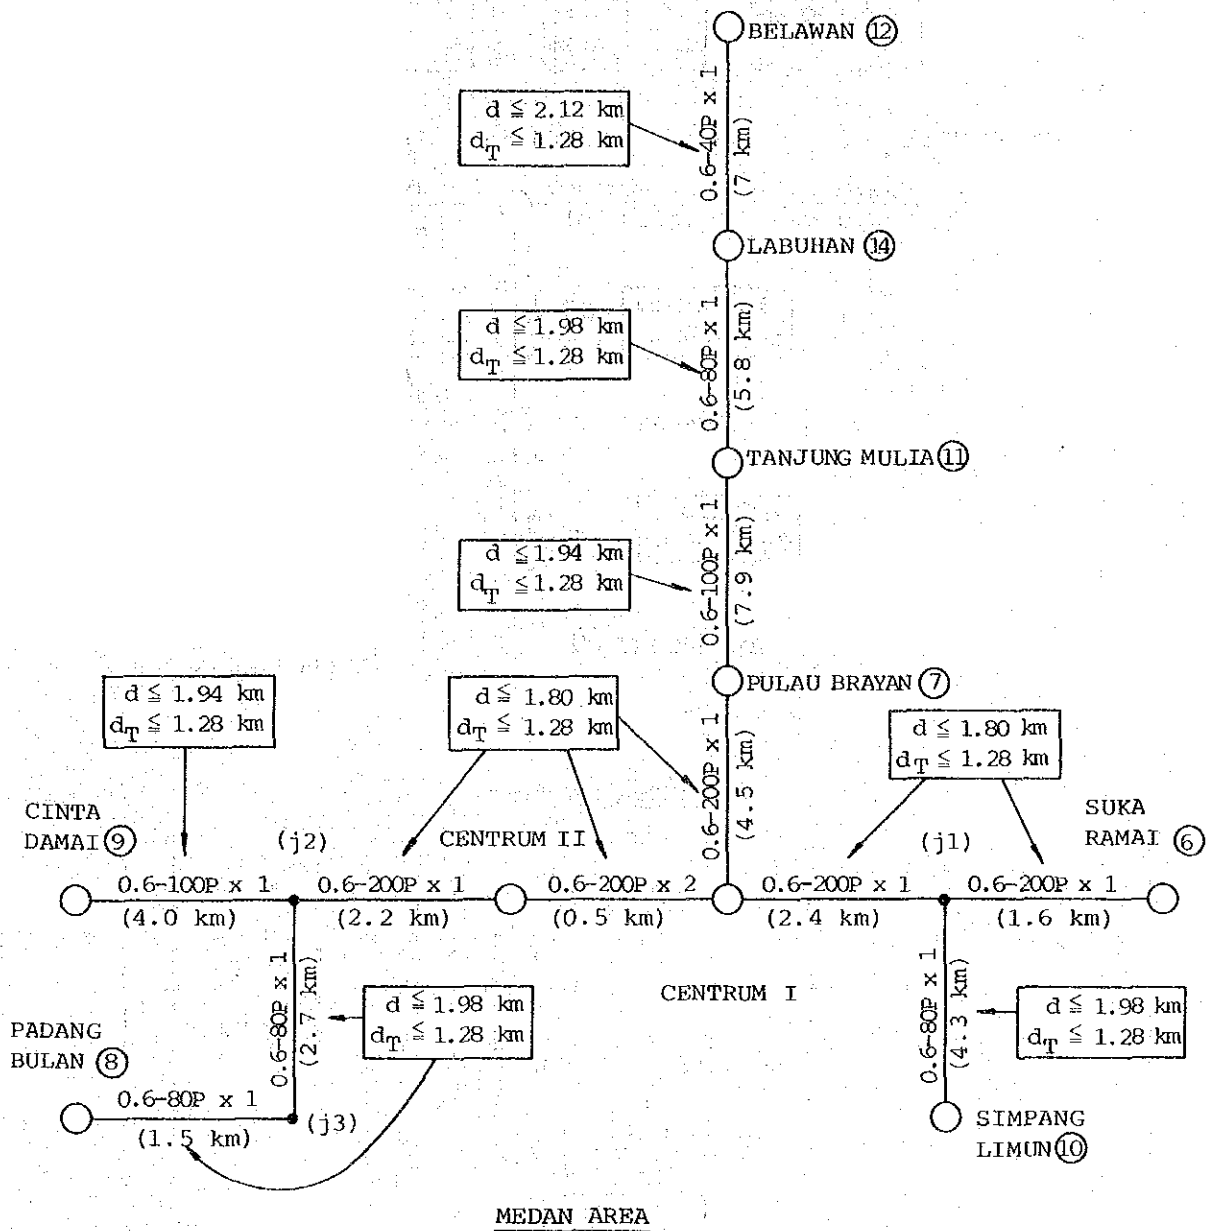 BELAWAN ⑫
0.6-40P x 1
(7 km)
d ≦ 2.12 km
dT ≦ 1.28 km
LABUHAN ⑭
0.6-80P x 1
(5.8 km)
d ≦ 1.98 km
dT ≦ 1.28 km
TANJUNG MULIA ⑪
0.6-100P x 1
(7.9 km)
d ≦ 1.94 km
dT ≦ 1.28 km
PULAU BRAYAN ⑦
0.6-200P x 1
(4.5 km)
d ≦ 1.94 km
dT ≦ 1.28 km
d ≦ 1.80 km
dT ≦ 1.28 km
d ≦ 1.80 km
dT ≦ 1.28 km
CINTA
DAMAI ⑨
(j2)
CENTRUM II
(j1)
SUKA
RAMAI ⑥
0.6-100P x 1
(4.0 km)
0.6-200P x 1
(2.2 km)
0.6-200P x 2
(0.5 km)
0.6-200P x 1
(2.4 km)
0.6-200P x 1
(1.6 km)
0.6-80P x 1
(2.7 km)
d ≦ 1.98 km
dT ≦ 1.28 km
CENTRUM I
0.6-80P x 1
(4.3 km)
d ≦ 1.98 km
dT ≦ 1.28 km
PADANG
BULAN ⑧
0.6-80P x 1
(1.5 km)
(j3)
SIMPANG
LIMUN ⑩
MEDAN AREA